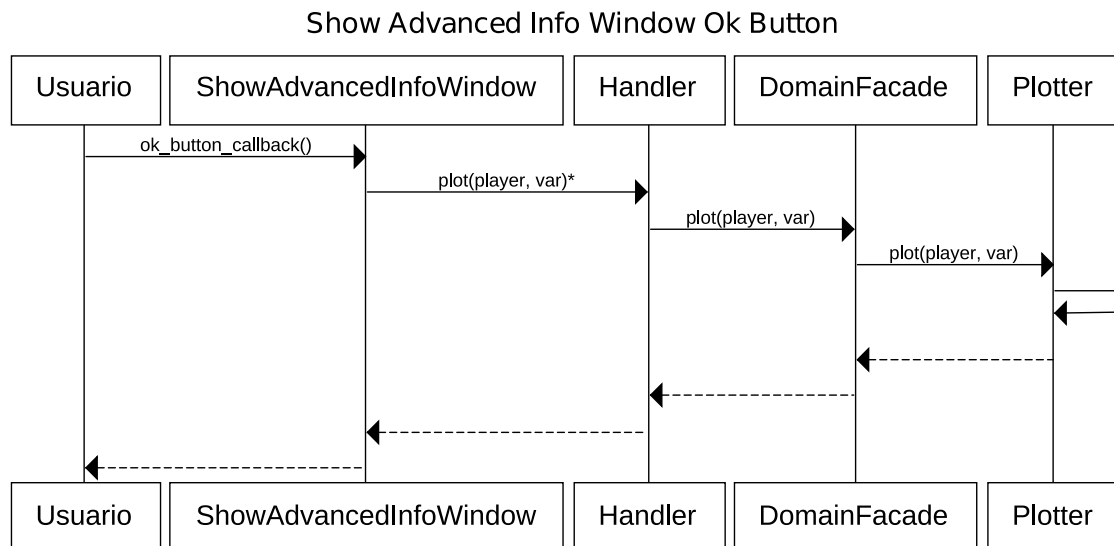 Show Advanced Info Window Ok Button
Usuario
ShowAdvancedInfoWindow
Handler
DomainFacade
Plotter
ok_button_callback()
plot(player, var)*
plot(player, var)
plot(player, var)
Usuario
ShowAdvancedInfoWindow
Handler
DomainFacade
Plotter